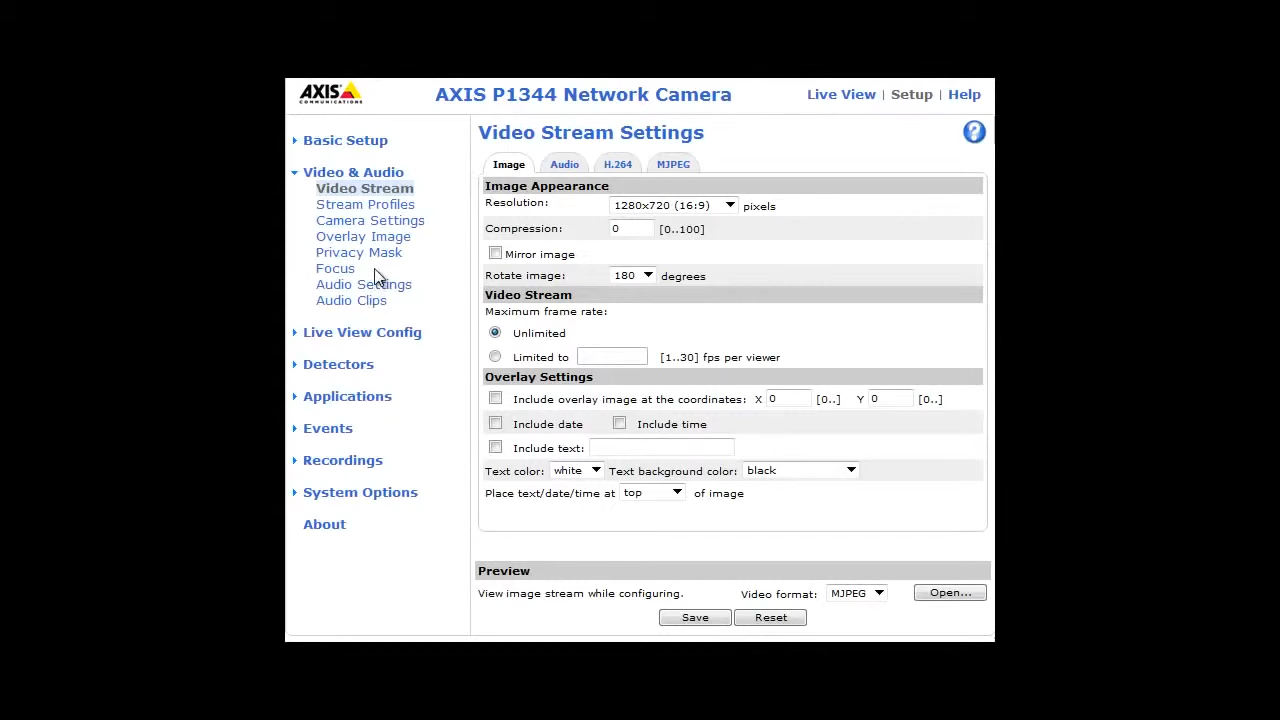 AXIS
COMMUNICATIONS
AXIS P1344 Network Camera
Live View | Setup | Help
Basic Setup
Video & Audio
Video Stream
Stream Profiles
Camera Settings
Overlay Image
Privacy Mask
Focus
Audio Settings
Audio Clips
Live View Config
Detectors
Applications
Events
Recordings
System Options
About
Video Stream Settings
?
Image Audio H.264 MJPEG
Image Appearance
Resolution: 1280x720 (16:9) pixels
Compression: 0 [0..100]
Mirror image
Rotate image: 180 degrees
Video Stream
Maximum frame rate:
Unlimited
Limited to [1..30] fps per viewer
Overlay Settings
Include overlay image at the coordinates: X 0 [0..] Y 0 [0..]
Include date Include time
Include text:
Text color: white Text background color: black
Place text/date/time at top of image
Preview
View image stream while configuring. Video format: MJPEG Open...
Save Reset